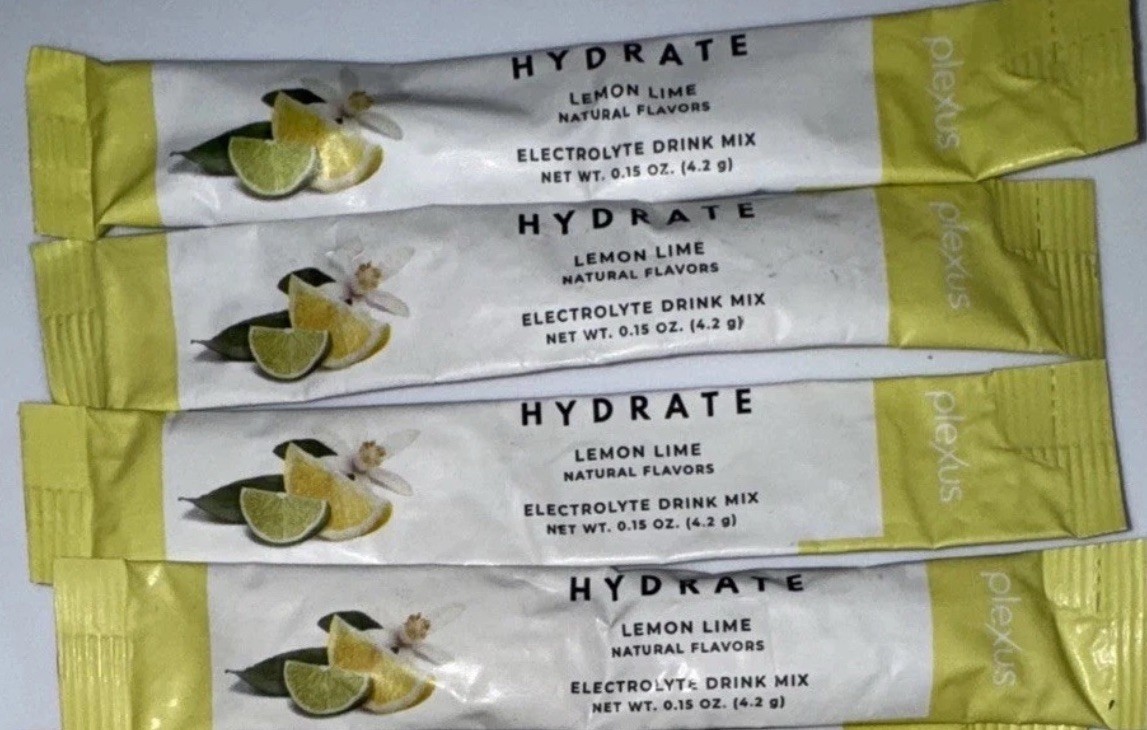 HYDRATE
LEMON LIME
NATURAL FLAVORS
ELECTROLYTE DRINK MIX
NET WT. 0.15 OZ. (4.2 g)
plexus
HYDRATE
LEMON LIME
NATURAL FLAVORS
ELECTROLYTE DRINK MIX
NET WT. 0.15 OZ. (4.2 g)
plexus
HYDRATE
LEMON LIME
NATURAL FLAVORS
ELECTROLYTE DRINK MIX
NET WT. 0.15 OZ. (4.2 g)
plexus
HYDRATE
LEMON LIME
NATURAL FLAVORS
ELECTROLYTE DRINK MIX
NET WT. 0.15 OZ. (4.2 g)
plexus